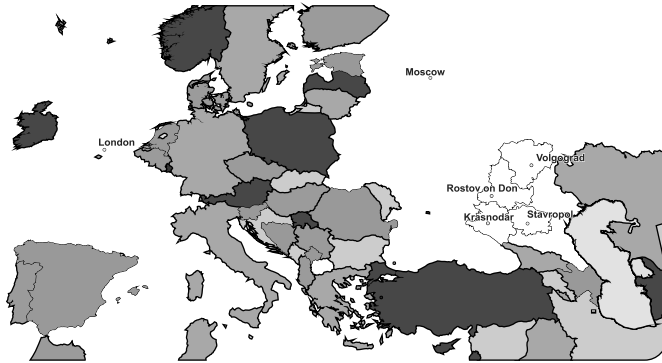 Moscow
London
Volgograd
Rostov on Don
Krasnodar
Stavropol